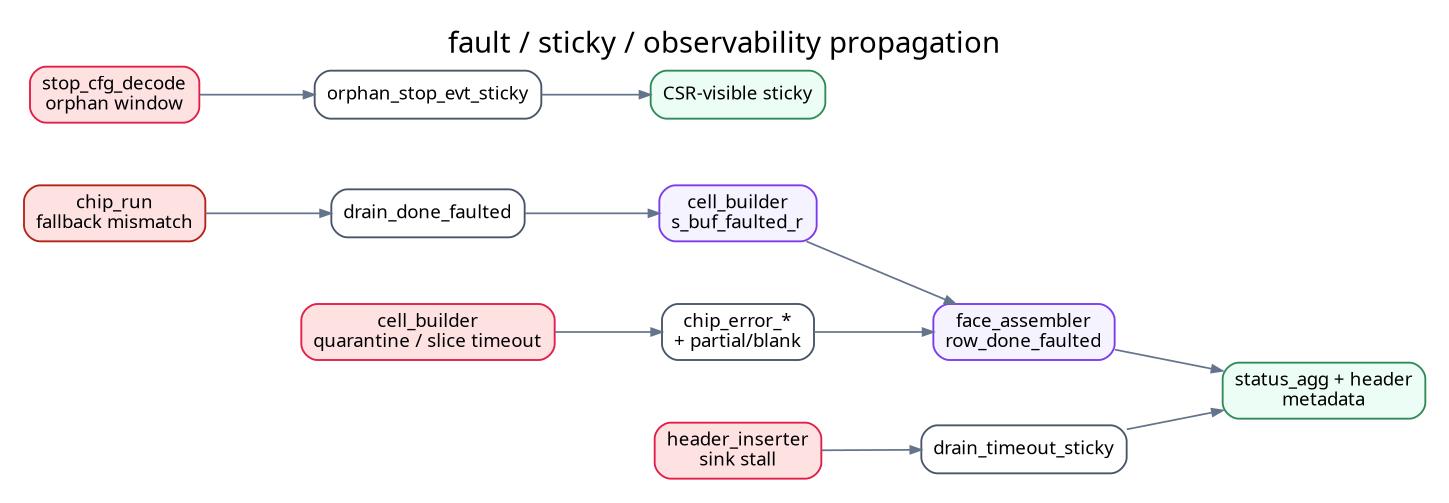 fault / sticky / observability propagation
stop_cfg_decode
orphan window
orphan_stop_evt_sticky
CSR-visible sticky
chip_run
fallback mismatch
drain_done_faulted
cell_builder
s_buf_faulted_r
cell_builder
quarantine / slice timeout
chip_error_*
+ partial/blank
face_assembler
row_done_faulted
status_agg + header
metadata
header_inserter
sink stall
drain_timeout_sticky